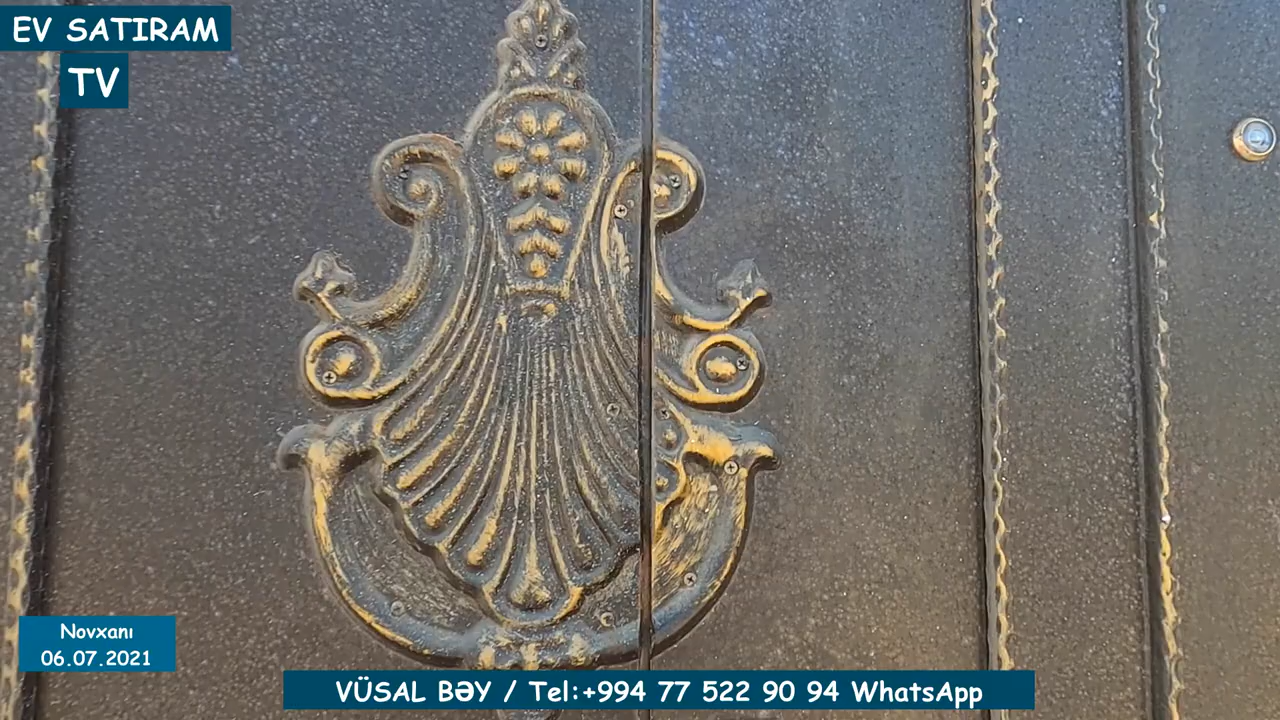 EV SATIRAM
TV
Novxanı
06.07.2021
VÜSAL BƏY / Tel:+994 77 522 90 94 WhatsApp